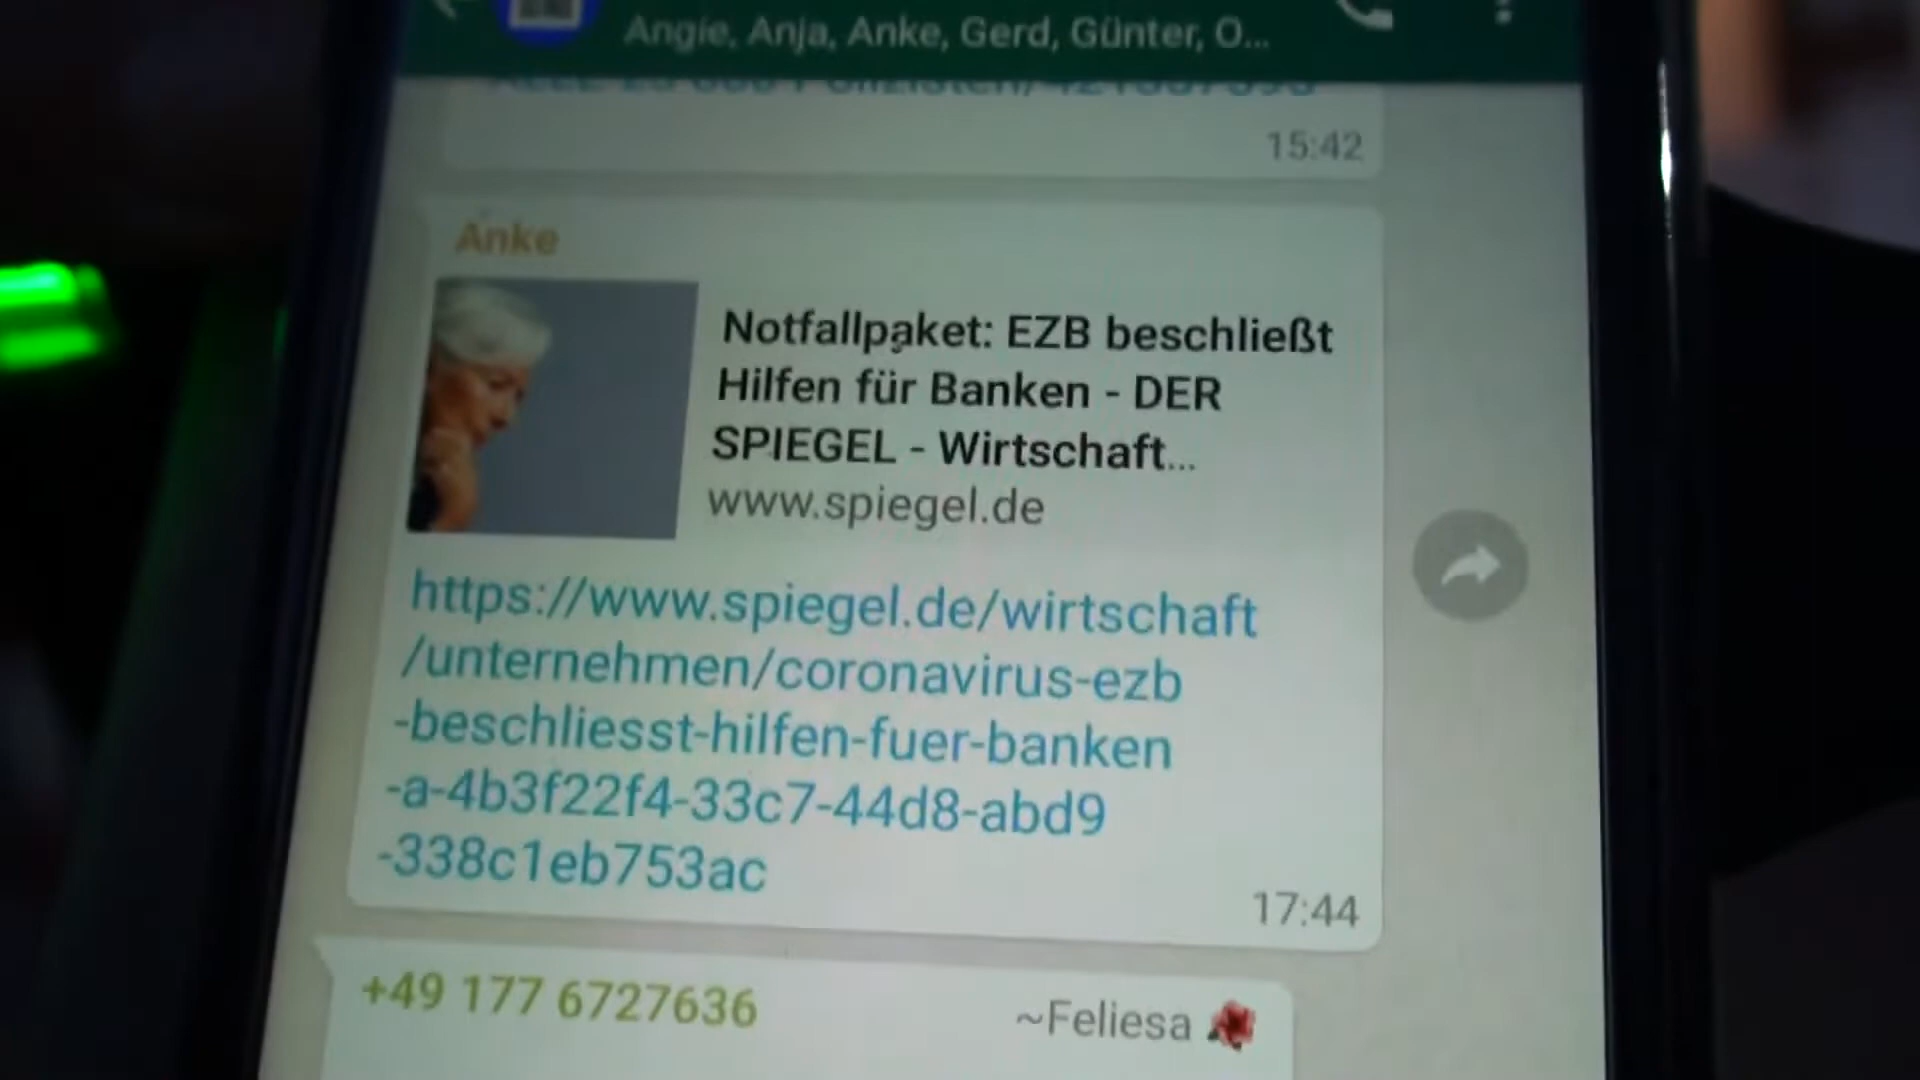 Angie, Anja, Anke, Gerd, Günter, O...
15:42
Anke
Notfallpaket: EZB beschließt
Hilfen für Banken - DER
SPIEGEL - Wirtschaft...
www.spiegel.de
https://www.spiegel.de/wirtschaft
/unternehmen/coronavirus-ezb
-beschliesst-hilfen-fuer-banken
-a-4b3f22f4-33c7-44d8-abd9
-338c1eb753ac
17:44
+49 177 6727636 ~Feliesa 🌺